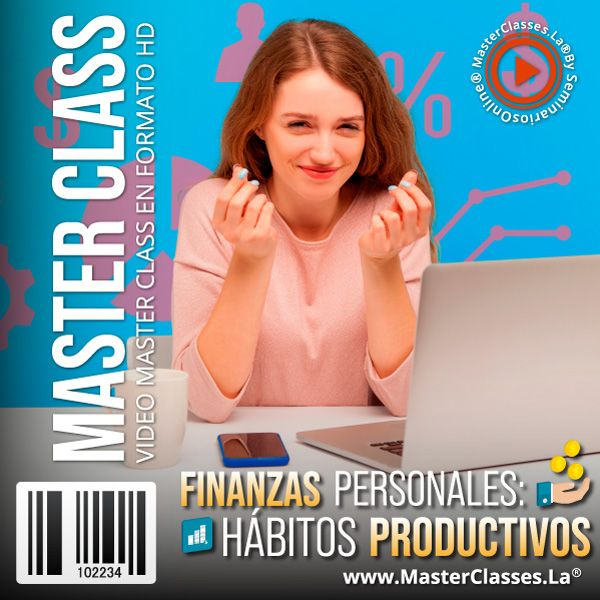 MASTER CLASS
VIDEO MASTER CLASS EN FORMATO HD
MasterClasses.La®By SeminariosOnline®
%
$
FINANZAS PERSONALES:
HÁBITOS PRODUCTIVOS
102234
www.MasterClasses.La®